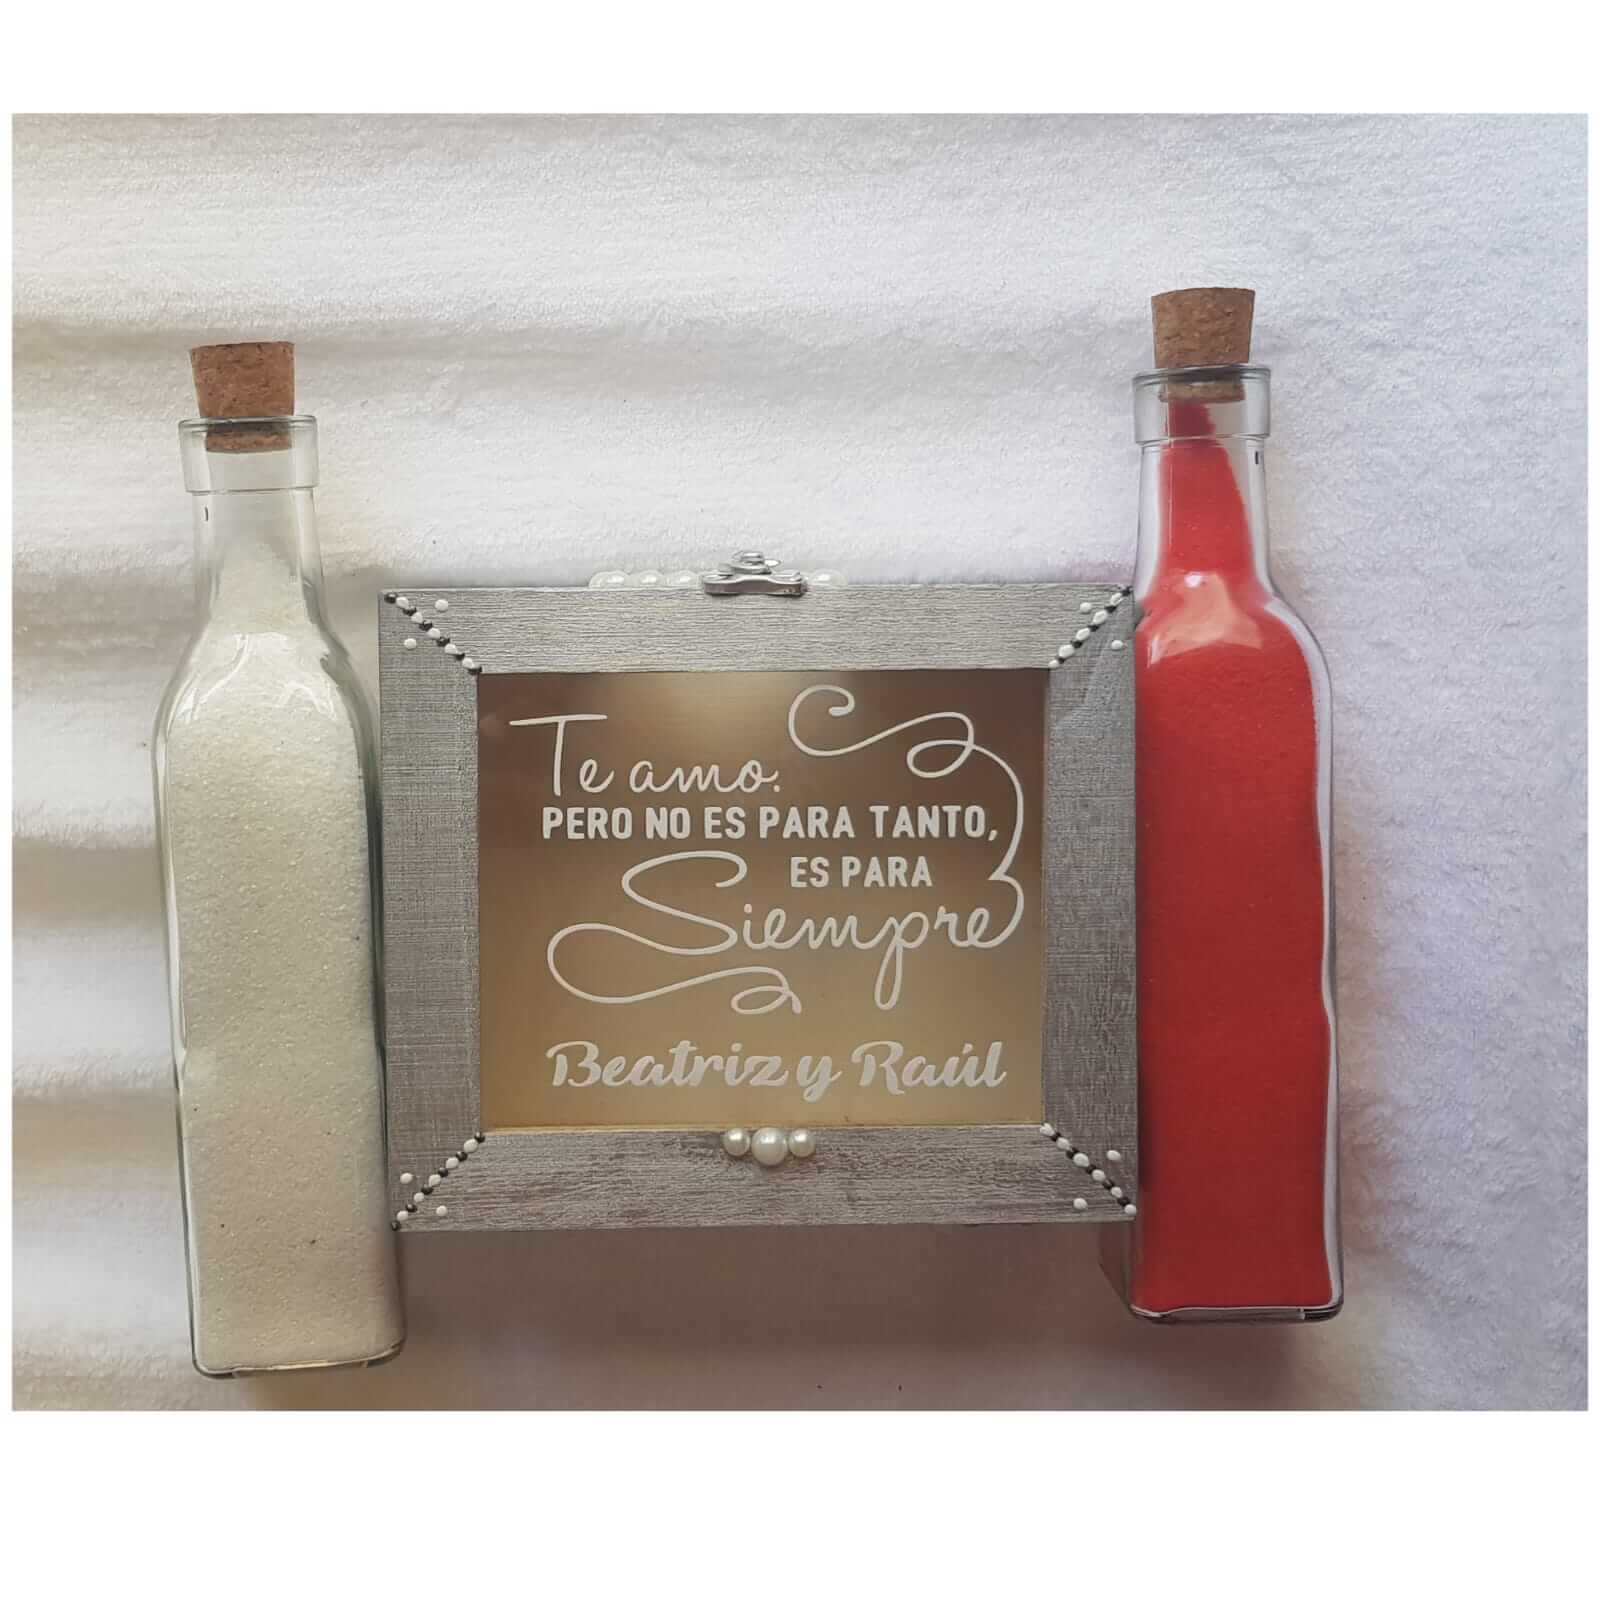 Te amo.
PERO NO ES PARA TANTO,
ES PARA
Siempre
Beatriz y Raúl